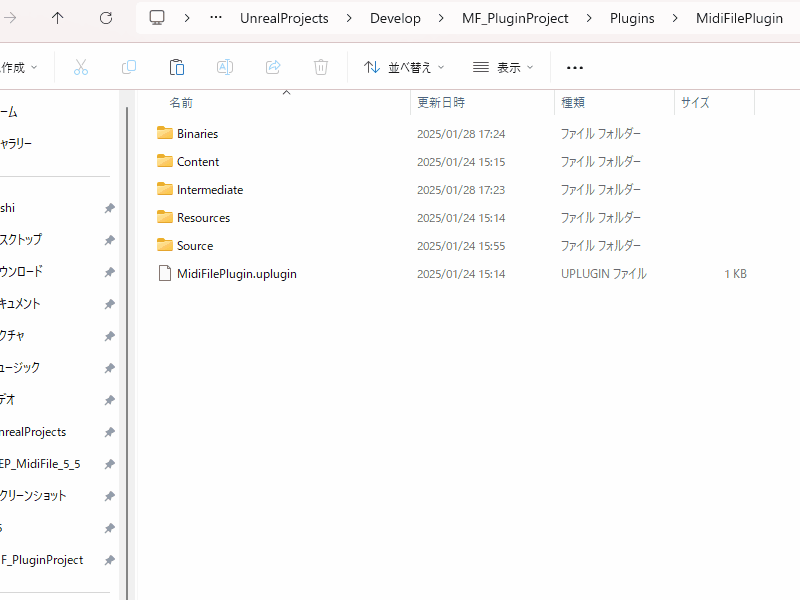 UnrealProjects > Develop > MF_PluginProject > Plugins > MidiFilePlugin
作成 並べ替え 表示
名前 更新日時 種類 サイズ
Binaries 2025/01/28 17:24 ファイル フォルダー
Content 2025/01/24 15:15 ファイル フォルダー
Intermediate 2025/01/28 17:23 ファイル フォルダー
Resources 2025/01/24 15:14 ファイル フォルダー
Source 2025/01/24 15:55 ファイル フォルダー
MidiFilePlugin.uplugin 2025/01/24 15:14 UPLUGIN ファイル 1 KB
ーム
ャラリー
shi
スクトップ
ウンロード
キュメント
クチャ
ュージック
デオ
nrealProjects
EP_MidiFile_5_5
クリーンショット
F_PluginProject